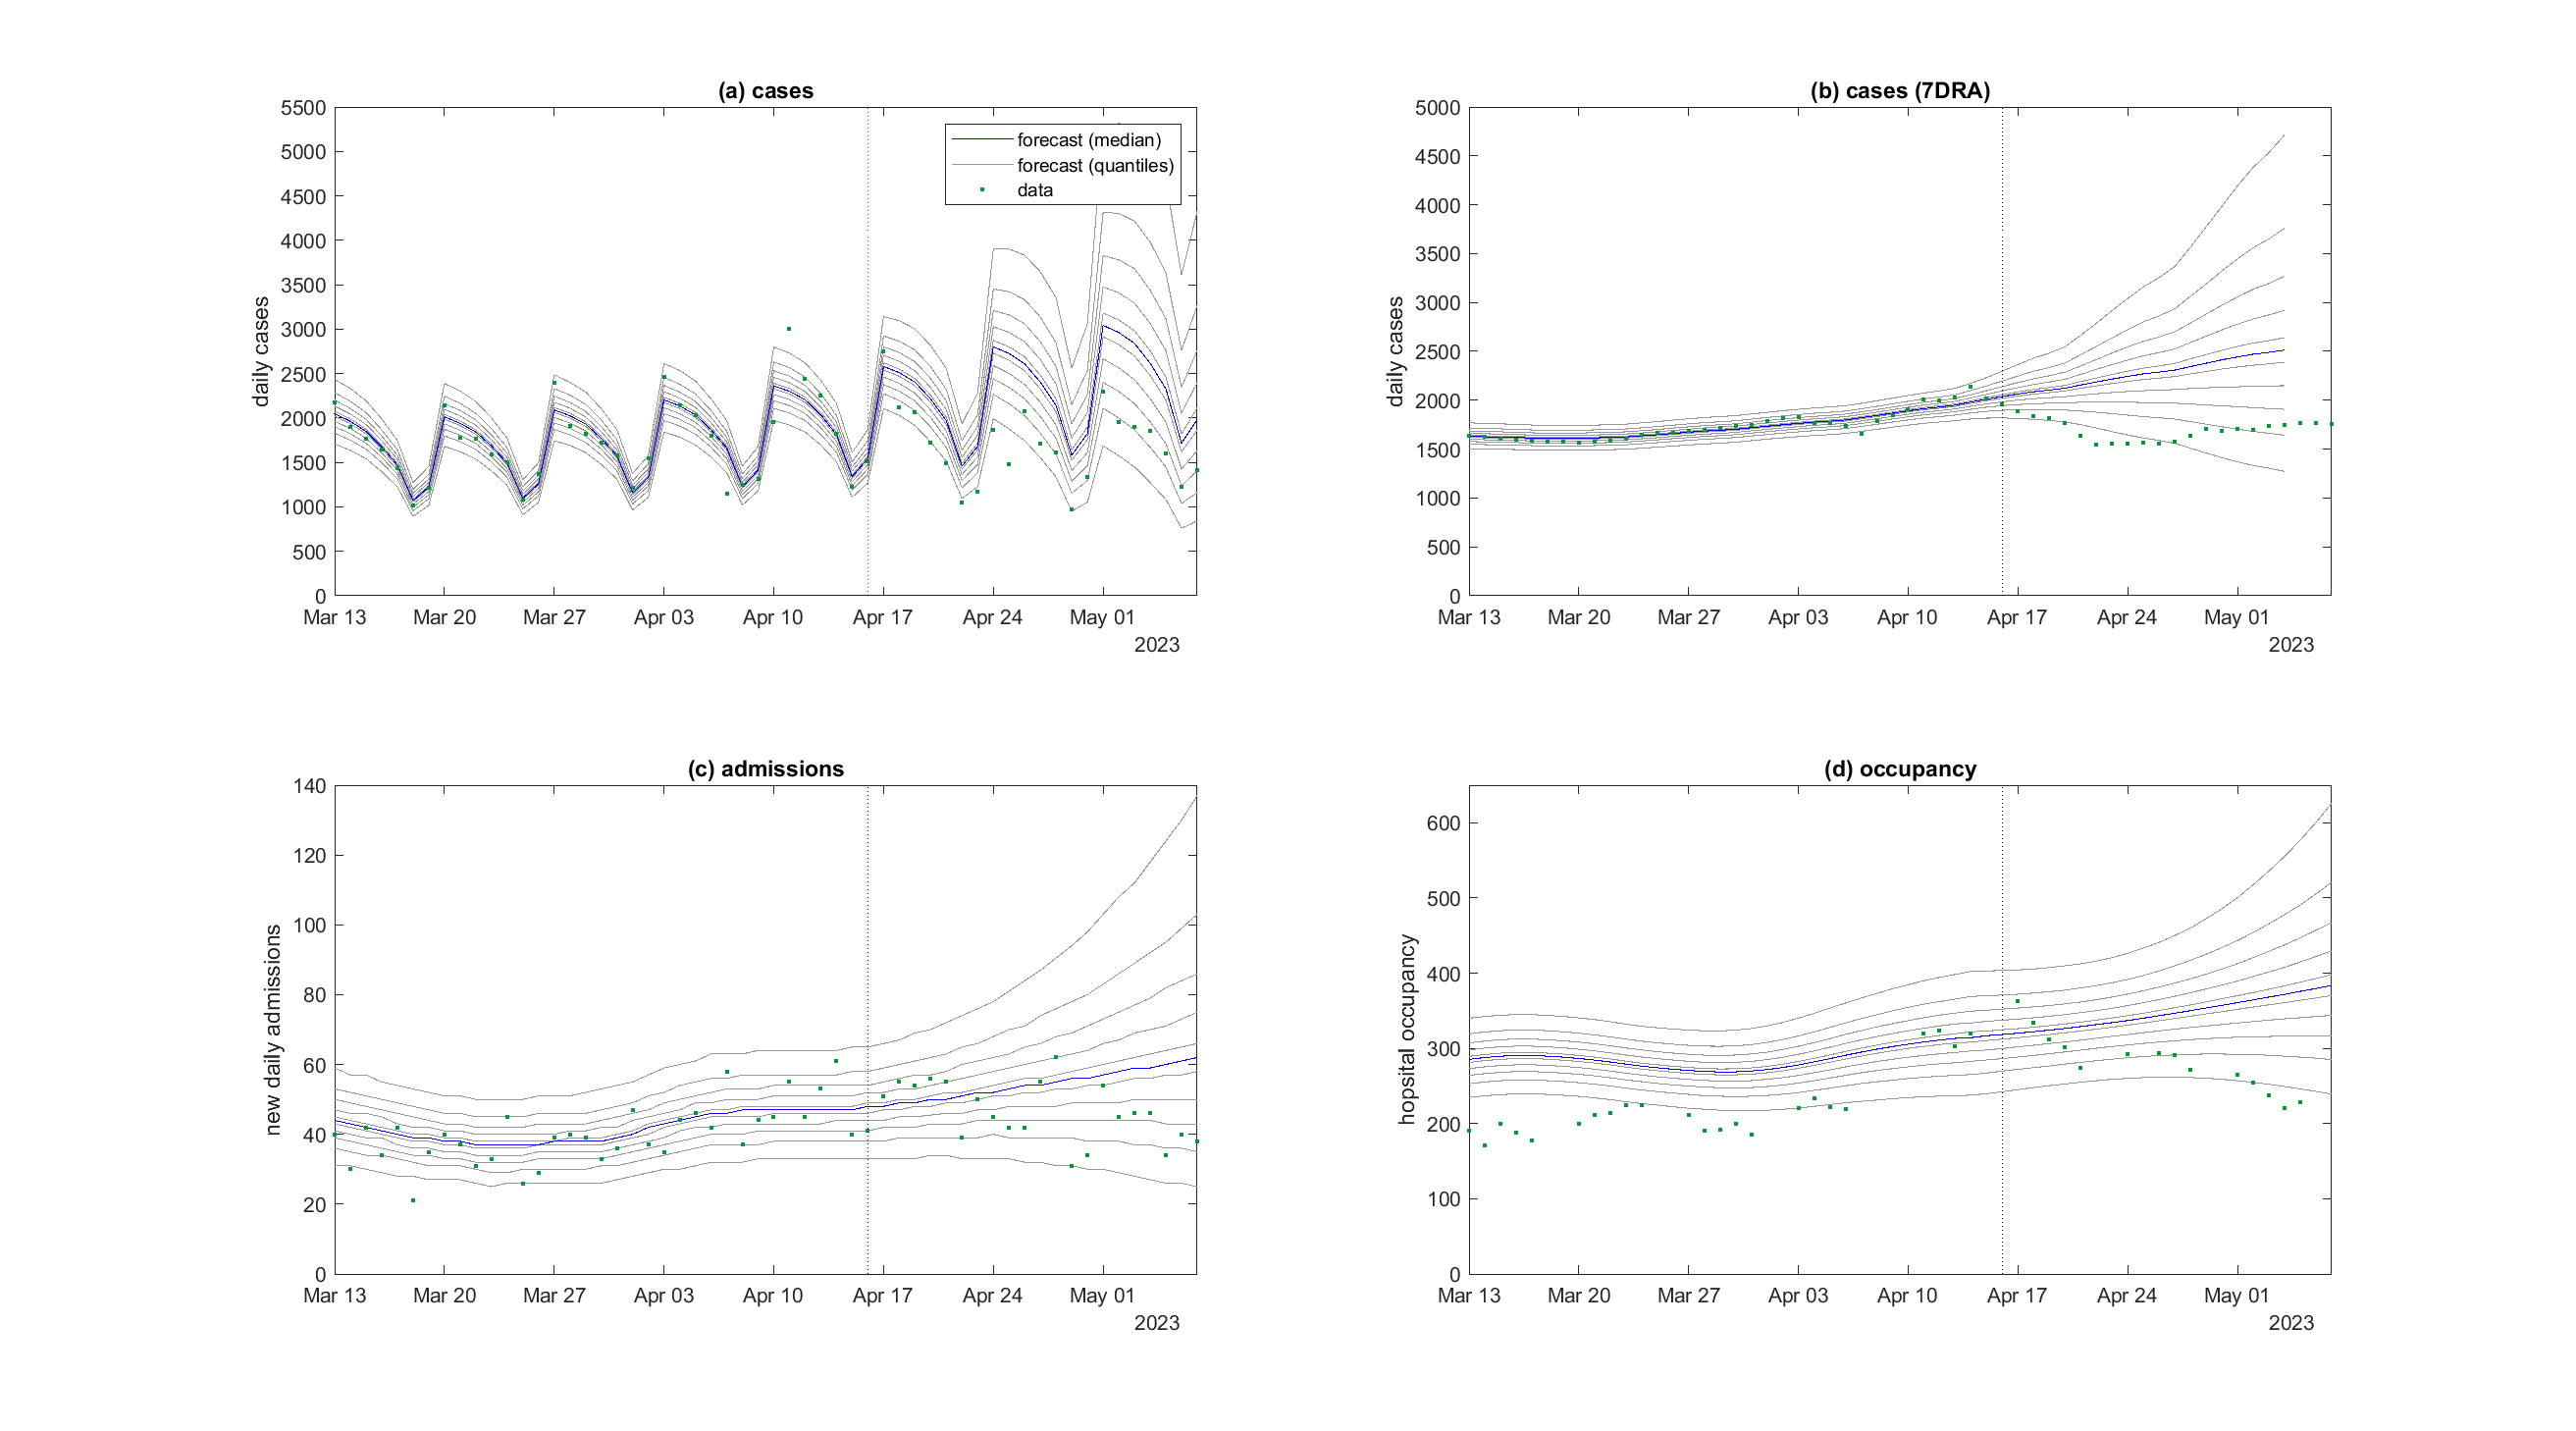 (a) cases
5500
5000
4500
4000
3500
3000
2500
2000
1500
1000
500
0
daily cases
forecast (median)
forecast (quantiles)
data
Mar 13 Mar 20 Mar 27 Apr 03 Apr 10 Apr 17 Apr 24 May 01
2023
(b) cases (7DRA)
5000
4500
4000
3500
3000
2500
2000
1500
1000
500
0
daily cases
Mar 13 Mar 20 Mar 27 Apr 03 Apr 10 Apr 17 Apr 24 May 01
2023
(c) admissions
140
120
100
80
60
40
20
0
new daily admissions
Mar 13 Mar 20 Mar 27 Apr 03 Apr 10 Apr 17 Apr 24 May 01
2023
(d) occupancy
600
500
400
300
200
100
0
hopsital occupancy
Mar 13 Mar 20 Mar 27 Apr 03 Apr 10 Apr 17 Apr 24 May 01
2023